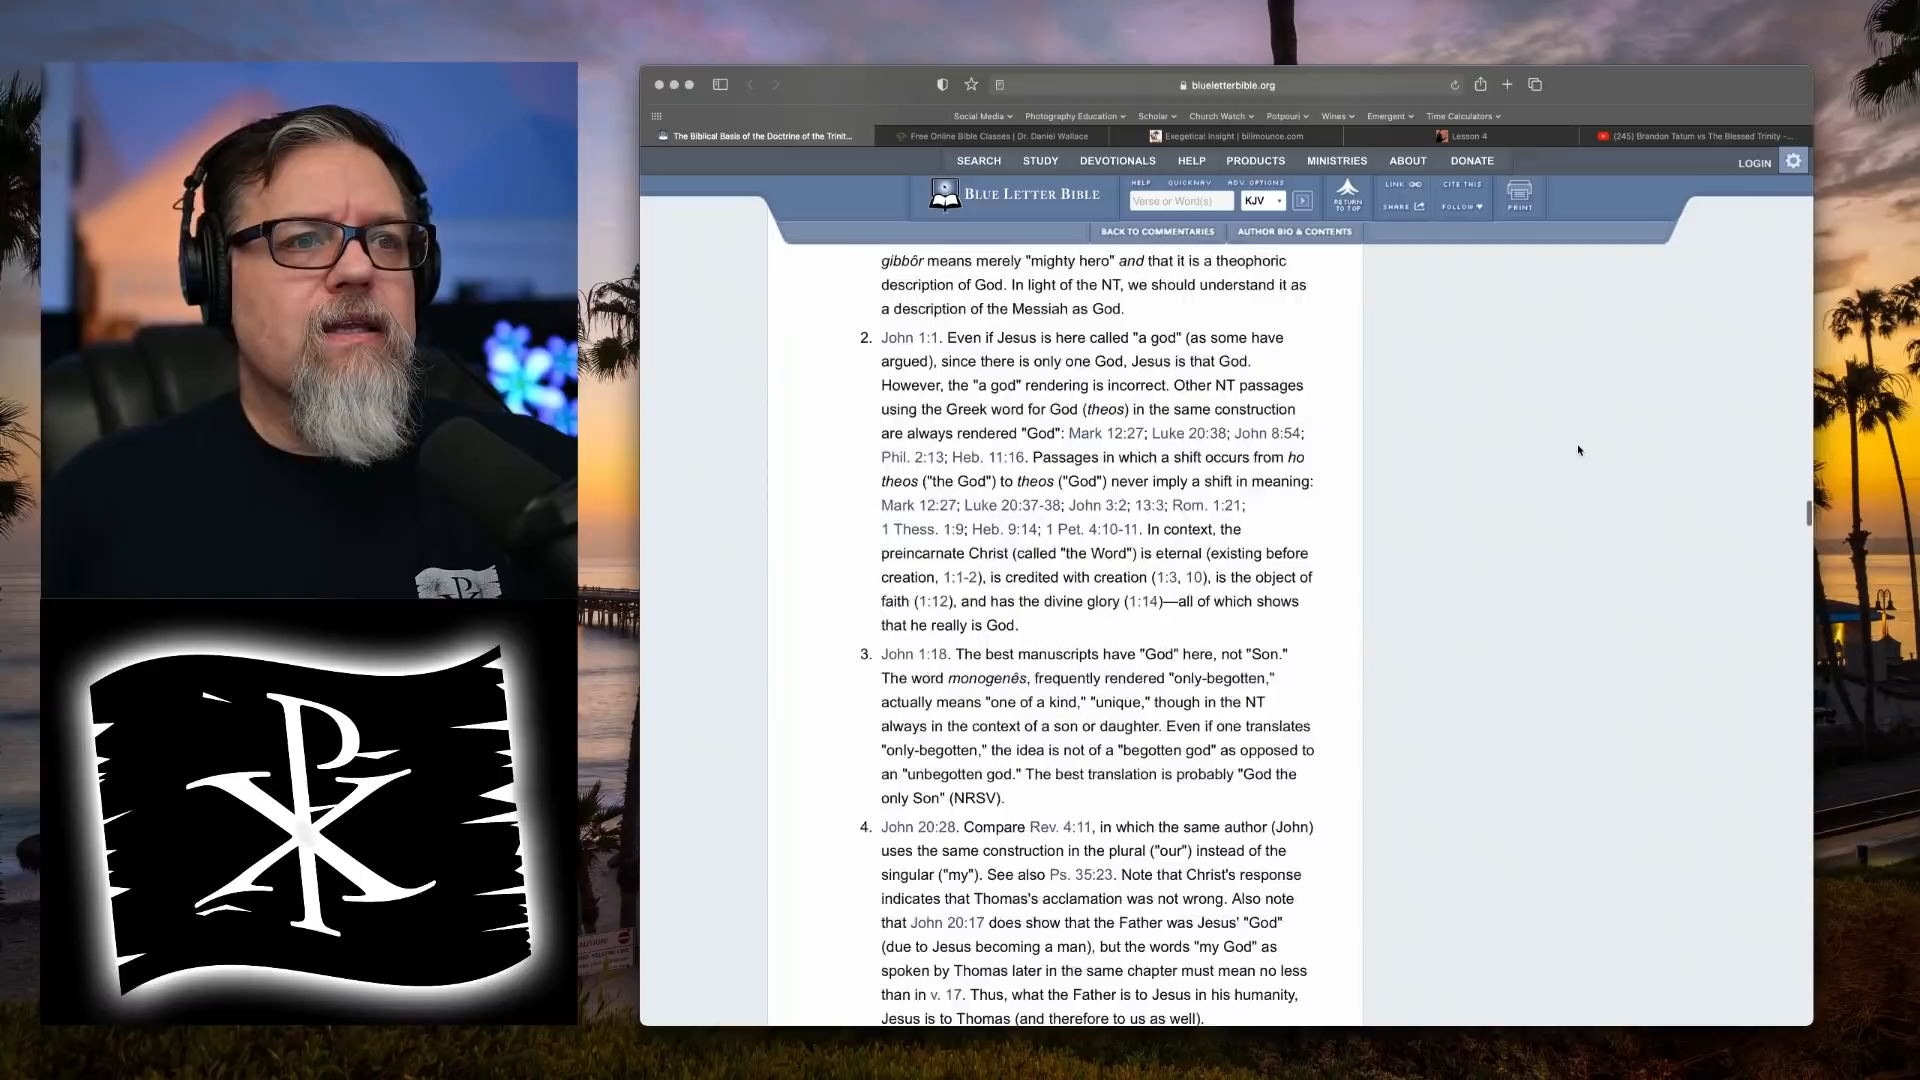 blueletterbible.org
Social Media Photography Education Scholar Church Watch Potpouri Wines Emergent Time Calculators
The Biblical Basis of the Doctrine of the Trinit...
Free Online Bible Classes | Dr. Daniel Wallace
Exegetical Insight | billmounce.com
Lesson 4
(245) Brandon Tatum vs The Blessed Trinity -...
SEARCH STUDY DEVOTIONALS HELP PRODUCTS MINISTRIES ABOUT DONATE
LOGIN
BLUE LETTER BIBLE
HELP QUICKNAV ADV. OPTIONS
Verse or Word(s) KJV
RETURN
TO TOP
LINK CITE THIS
SHARE FOLLOW
PRINT
BACK TO COMMENTARIES AUTHOR BIO & CONTENTS
gibbôr means merely "mighty hero" and that it is a theophoric
description of God. In light of the NT, we should understand it as
a description of the Messiah as God.
2. John 1:1. Even if Jesus is here called "a god" (as some have
argued), since there is only one God, Jesus is that God.
However, the "a god" rendering is incorrect. Other NT passages
using the Greek word for God (theos) in the same construction
are always rendered "God": Mark 12:27; Luke 20:38; John 8:54;
Phil. 2:13; Heb. 11:16. Passages in which a shift occurs from ho
theos ("the God") to theos ("God") never imply a shift in meaning:
Mark 12:27; Luke 20:37-38; John 3:2; 13:3; Rom. 1:21;
1 Thess. 1:9; Heb. 9:14; 1 Pet. 4:10-11. In context, the
preincarnate Christ (called "the Word") is eternal (existing before
creation, 1:1-2), is credited with creation (1:3, 10), is the object of
faith (1:12), and has the divine glory (1:14)—all of which shows
that he really is God.
3. John 1:18. The best manuscripts have "God" here, not "Son."
The word monogenês, frequently rendered "only-begotten,"
actually means "one of a kind," "unique," though in the NT
always in the context of a son or daughter. Even if one translates
"only-begotten," the idea is not of a "begotten god" as opposed to
an "unbegotten god." The best translation is probably "God the
only Son" (NRSV).
4. John 20:28. Compare Rev. 4:11, in which the same author (John)
uses the same construction in the plural ("our") instead of the
singular ("my"). See also Ps. 35:23. Note that Christ's response
indicates that Thomas's acclamation was not wrong. Also note
that John 20:17 does show that the Father was Jesus' "God"
(due to Jesus becoming a man), but the words "my God" as
spoken by Thomas later in the same chapter must mean no less
than in v. 17. Thus, what the Father is to Jesus in his humanity,
Jesus is to Thomas (and therefore to us as well).